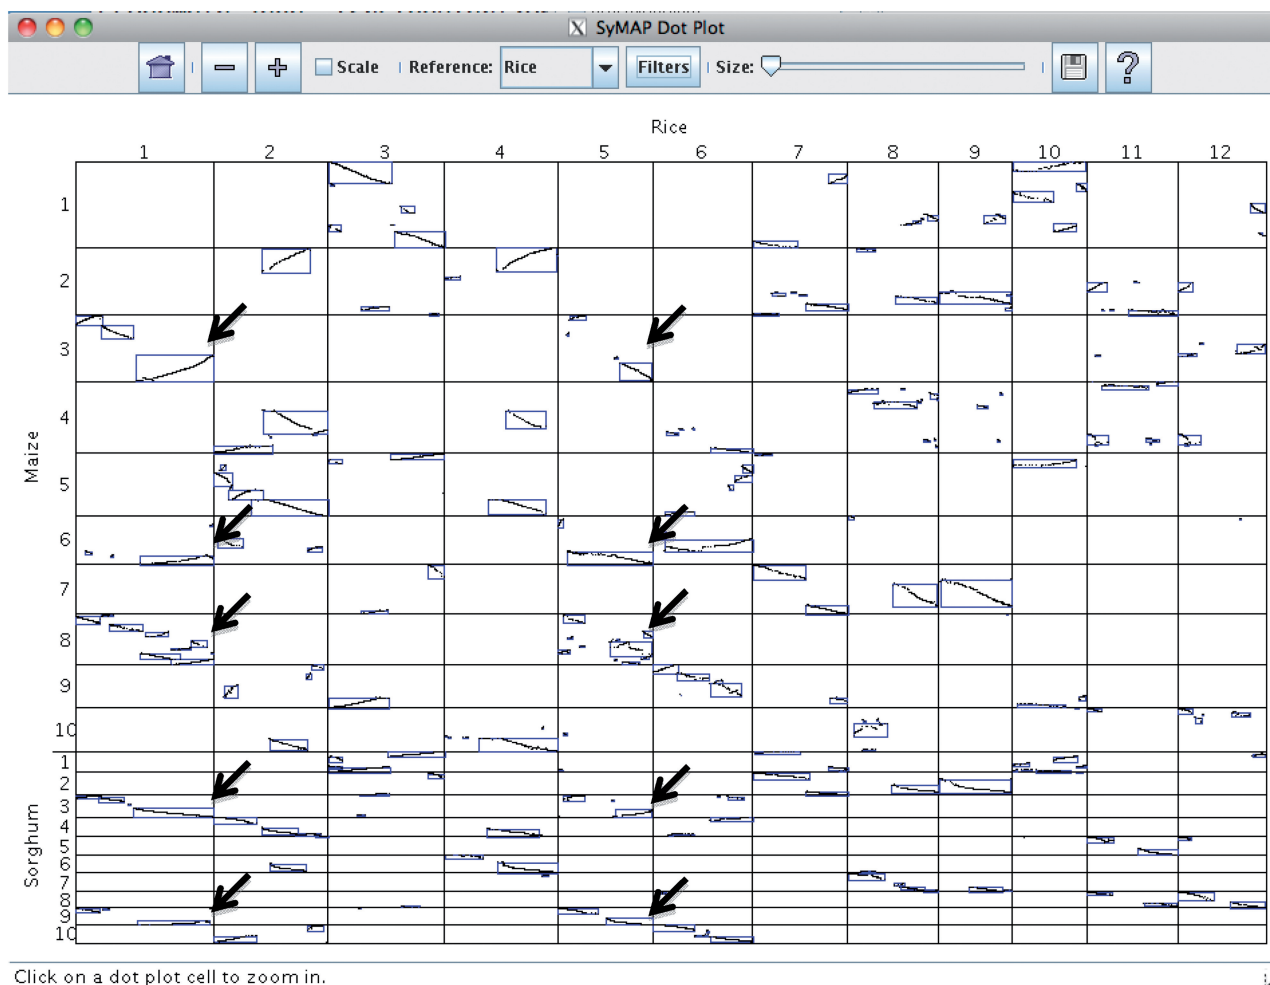 SyMAP Dot Plot
Scale Reference: Rice Filters Size: ?
Rice
1 2 3 4 5 6 7 8 9 10 11 12
Maize
1
2
3
4
5
6
7
8
9
10
Sorghum
1
2
3
4
5
6
7
8
9
10
Click on a dot plot cell to zoom in.